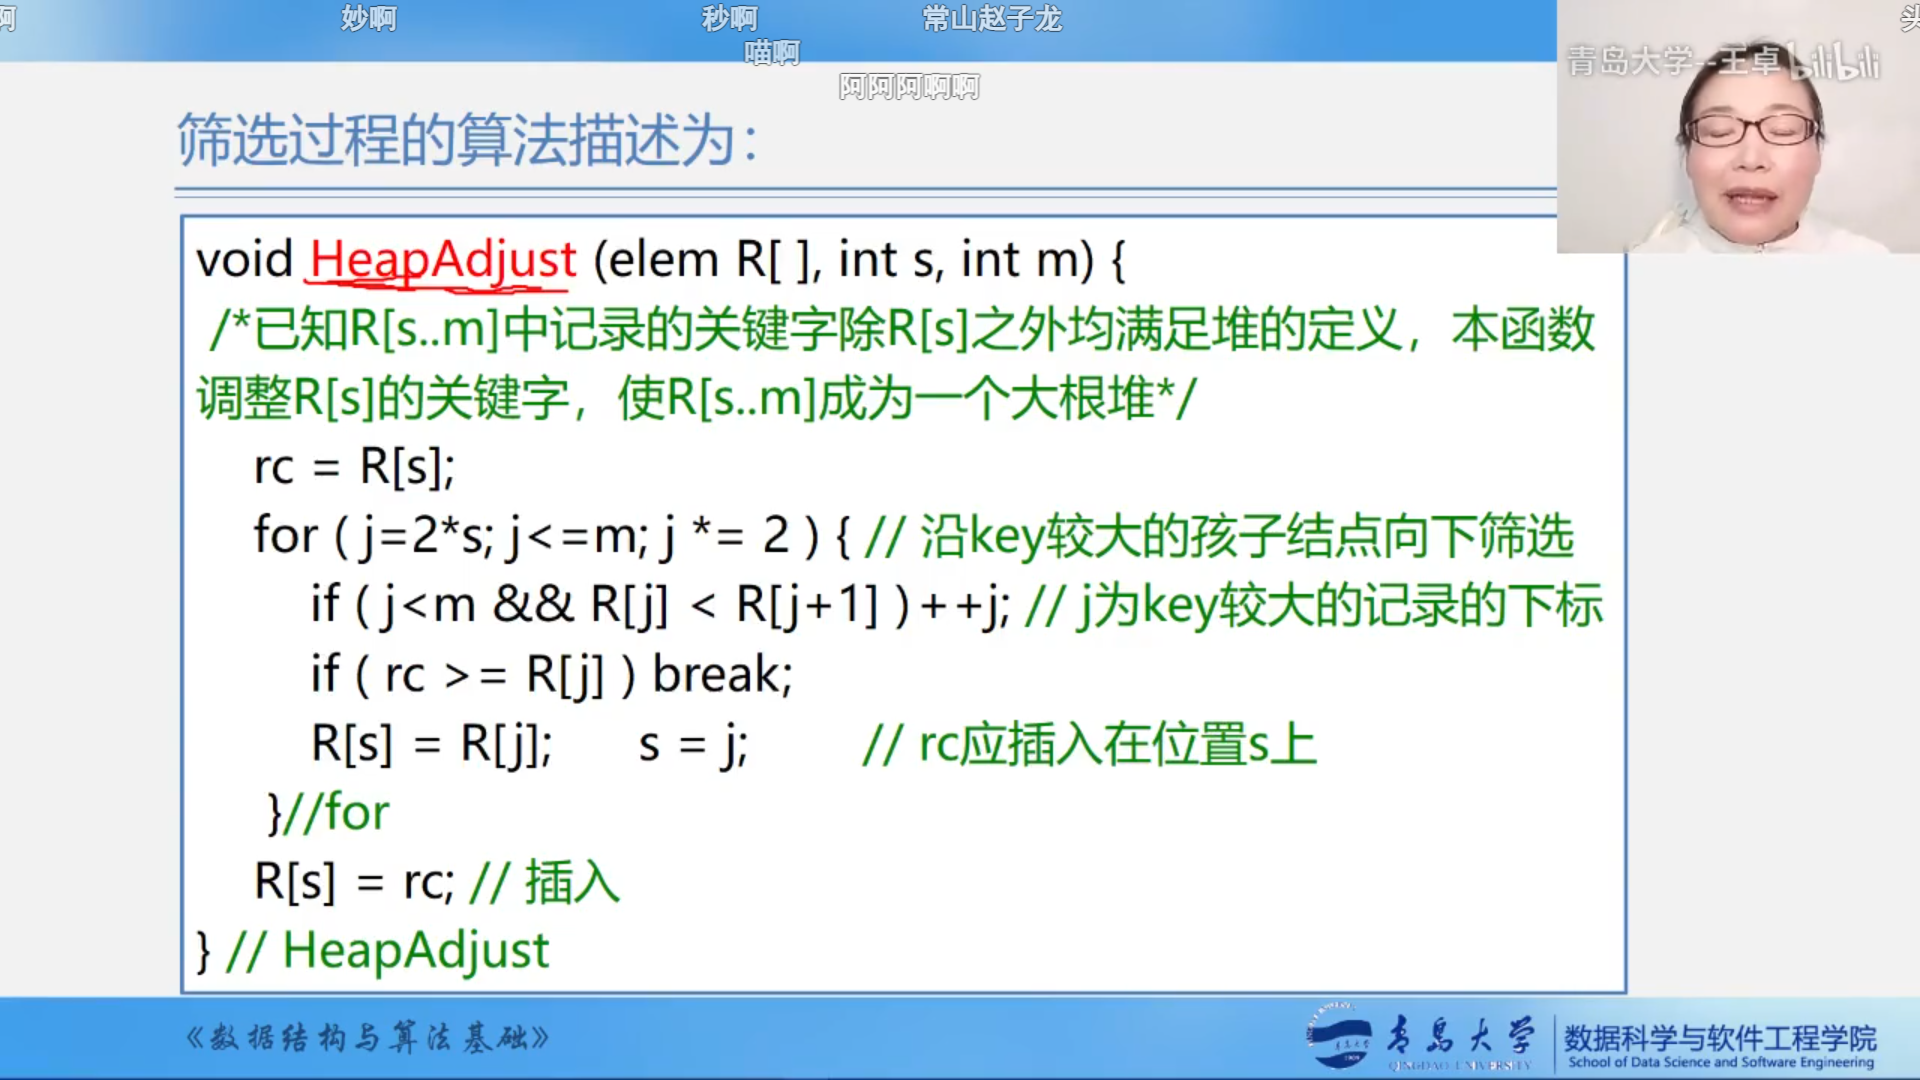 啊
妙啊
秒啊
常山赵子龙
喵啊
阿阿阿啊啊
青岛大学--王卓
bilibili
筛选过程的算法描述为：
void HeapAdjust (elem R[ ], int s, int m) {
/*已知R[s..m]中记录的关键字除R[s]之外均满足堆的定义，本函数
调整R[s]的关键字，使R[s..m]成为一个大根堆*/
rc = R[s];
for ( j=2*s; j<=m; j *= 2 ) { // 沿key较大的孩子结点向下筛选
if ( j<m && R[j] < R[j+1] ) ++j; // j为key较大的记录的下标
if ( rc >= R[j] ) break;
R[s] = R[j]; s = j; // rc应插入在位置s上
}//for
R[s] = rc; // 插入
} // HeapAdjust
《数据结构与算法基础》
青岛大学
QINGDAO UNIVERSITY
数据科学与软件工程学院
School of Data Science and Software Engineering